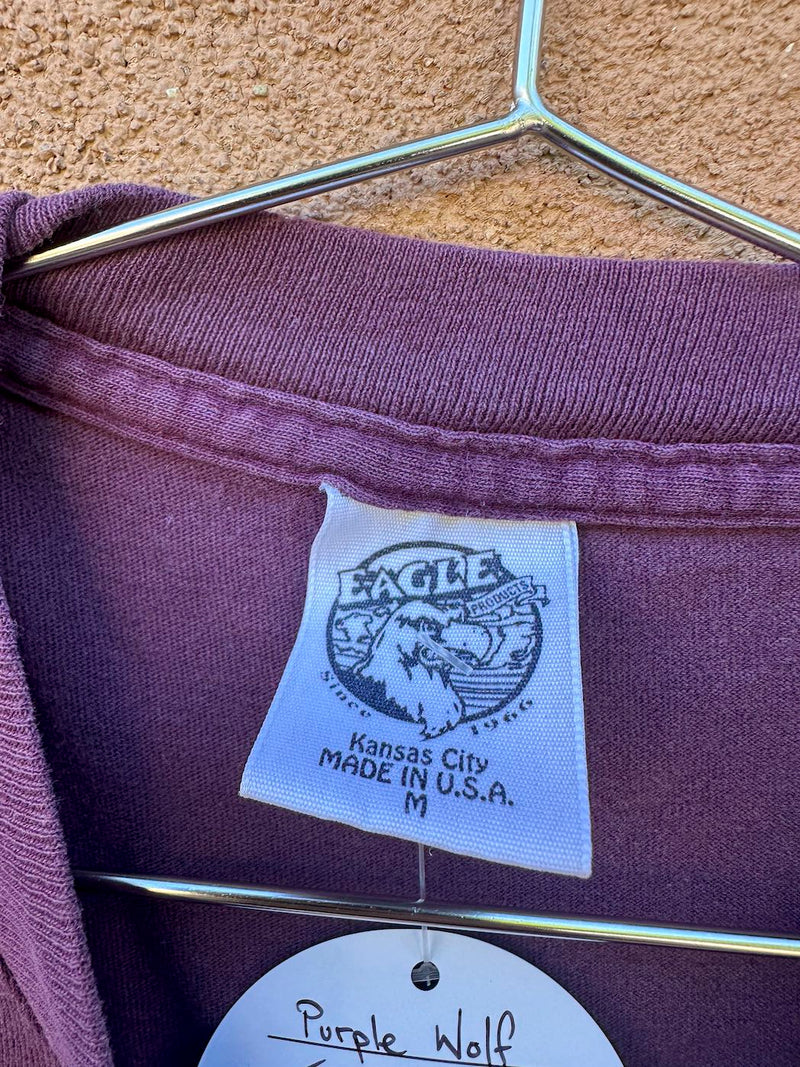 EAGLE
PRODUCTS
Since 1966
Kansas City
MADE IN U.S.A.
M
Purple Wolf